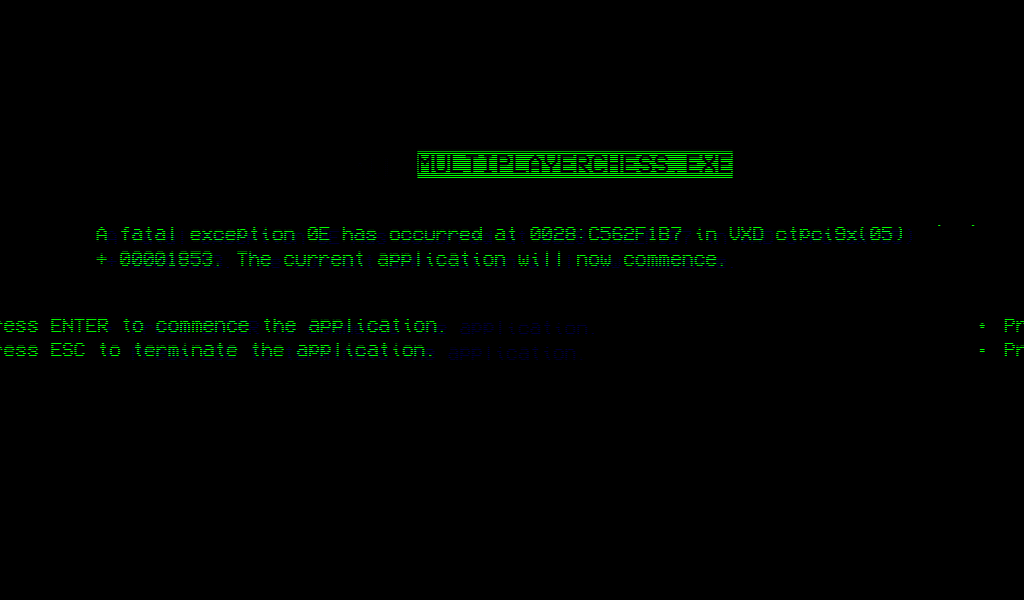 MULTIPLAYERCHESS.EXE
A fatal exception 0E has occurred at 0028:C562F1B7 in VXD ctpci9x(05)
+ 00001853. The current application will now commence.
ress ENTER to commence the application. application • Pr
ress ESC to terminate the application. application • Pr